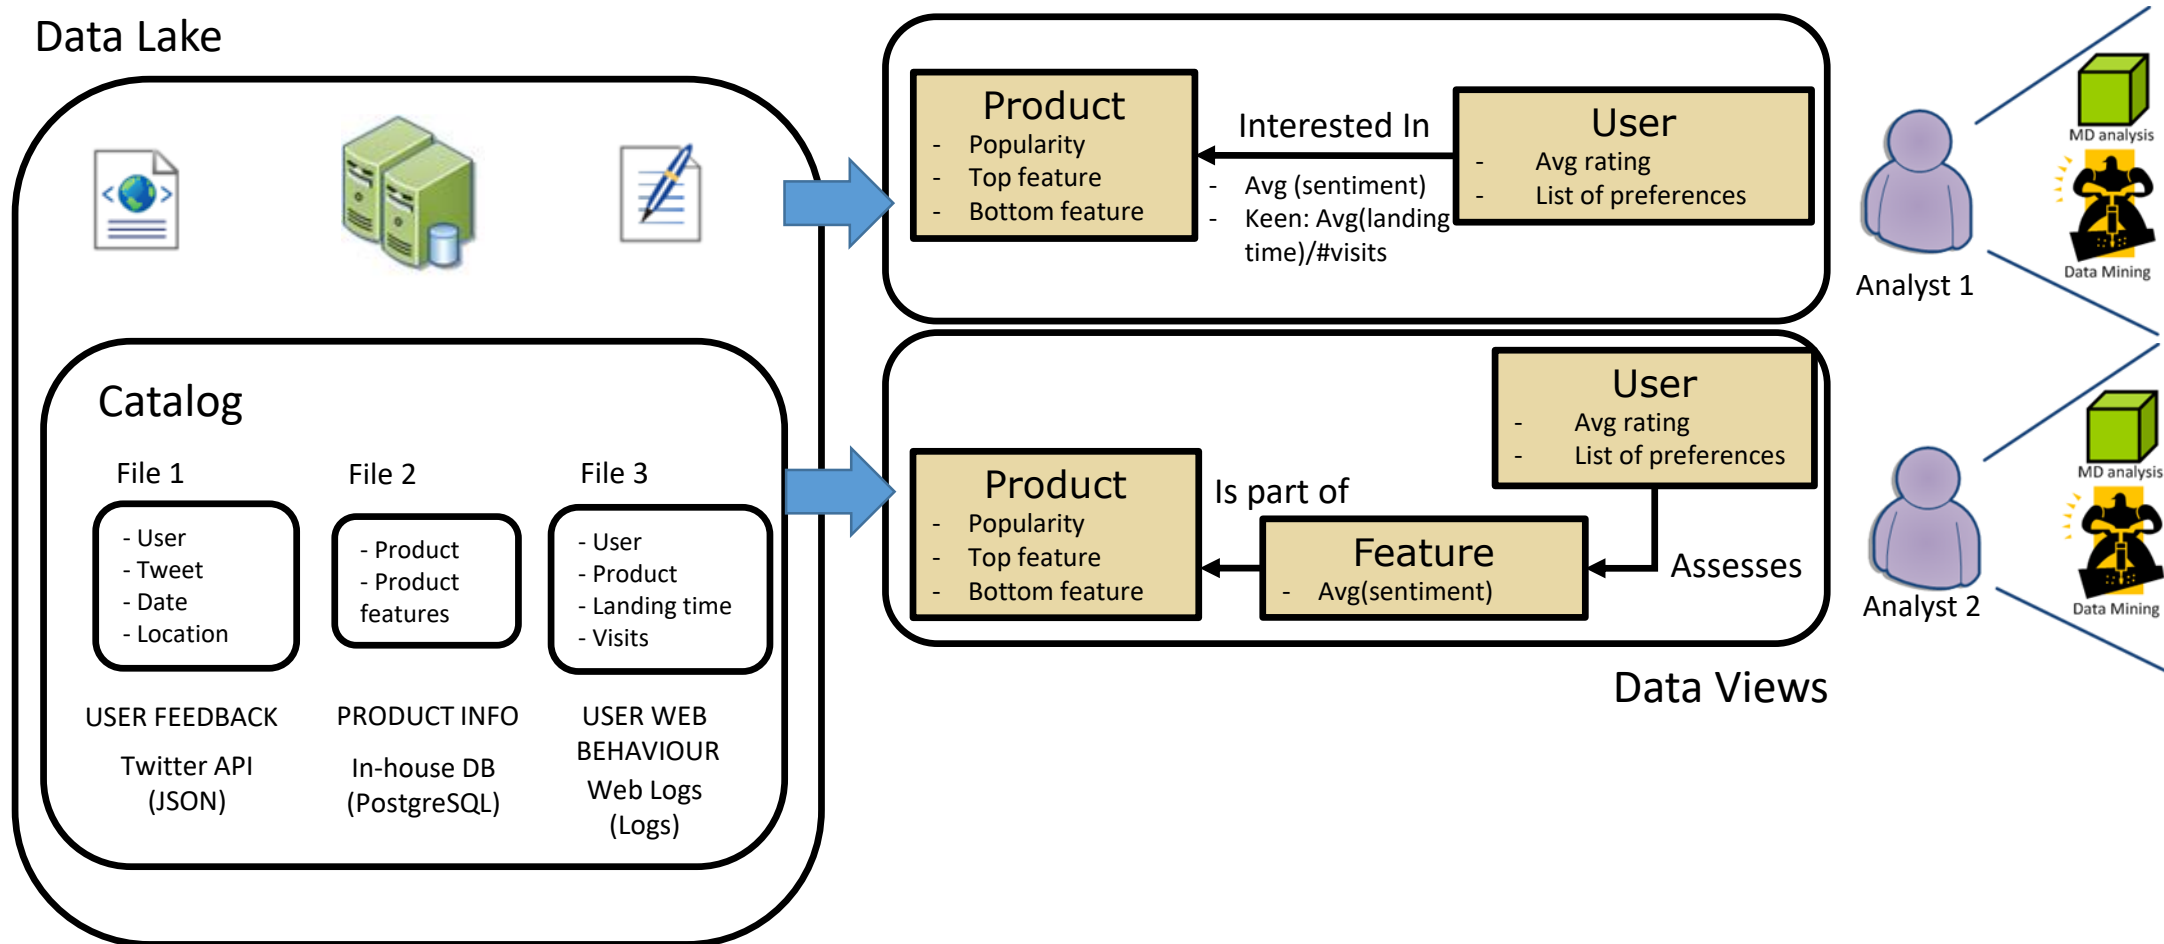 Data Lake
Catalog
File 1
- User
- Tweet
- Date
- Location
USER FEEDBACK
Twitter API
(JSON)
File 2
- Product
- Product
features
PRODUCT INFO
In-house DB
(PostgreSQL)
File 3
- User
- Product
- Landing time
- Visits
USER WEB
BEHAVIOUR
Web Logs
(Logs)
Product
- Popularity
- Top feature
- Bottom feature
Interested In
- Avg (sentiment)
- Keen: Avg(landing
time)/#visits
User
- Avg rating
- List of preferences
Analyst 1
MD analysis
Data Mining
Product
- Popularity
- Top feature
- Bottom feature
Is part of
Feature
- Avg(sentiment)
User
- Avg rating
- List of preferences
Assesses
Analyst 2
MD analysis
Data Mining
Data Views